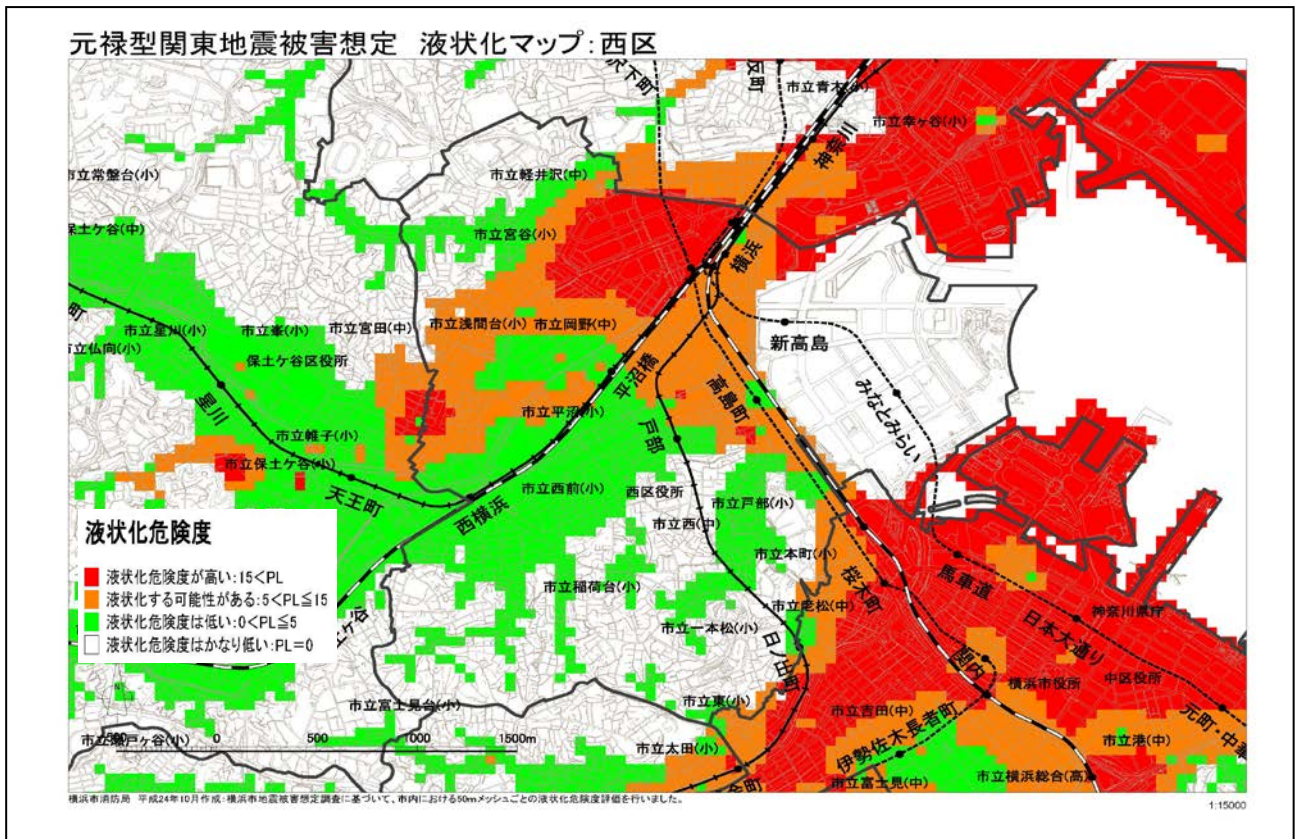 元禄型関東地震被害想定 液状化マップ：西区
沢下町
反町
市立青木(小)
市立幸ヶ谷(小)
神奈川
市立常盤台(小)
市立軽井沢(中)
保土ケ谷(中)
市立宮谷(小)
横浜
市立星川(小)
市立峯(小)
市立宮田(中)
市立浅間台(小)
市立岡野(中)
新高島
市立仏向(小)
保土ケ谷区役所
平沼橋
高島町
みなとみらい
星川
市立平沼(小)
市立帷子(小)
戸部
市立保土ケ谷(小)
天王町
市立西前(小)
西区役所
市立戸部(小)
西横浜
市立西(中)
市立本町(小)
桜木町
馬車道
市立稲荷台(小)
市立老松(中)
神奈川県庁
市立一本松(小)
日ノ出町
日本大通り
関内
横浜市役所
中区役所
市立富士見台(小)
市立東(小)
市立吉田(中)
元町・中華
市立瀬戸ヶ谷(小)
市立太田(小)
伊勢佐木長者町
市立港(中)
市立富士見(中)
市立横浜総合(高)
液状化危険度
液状化危険度が高い：15＜PL
液状化する可能性がある：5＜PL≦15
液状化危険度は低い：0＜PL≦5
液状化危険度はかなり低い：PL＝0
500 0 500 1000 1500m
横浜市消防局 平成24年10月作成：横浜市地震被害想定調査に基づいて、市内における50mメッシュごとの液状化危険度評価を行いました。
1:15000